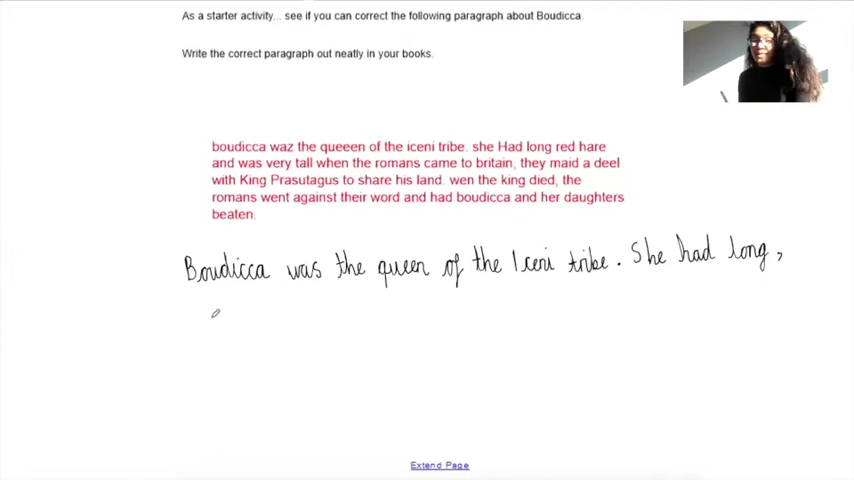 As a starter activity... see if you can correct the following paragraph about Boudicca.
Write the correct paragraph out neatly in your books.
boudicca waz the queeen of the iceni tribe. she Had long red hare
and was very tall when the romans came to britain, they maid a deel
with King Prasutagus to share his land. wen the king died, the
romans went against their word and had boudicca and her daughters
beaten.
Boudicca was the queen of the Iceni tribe. She had long,
Extend Page